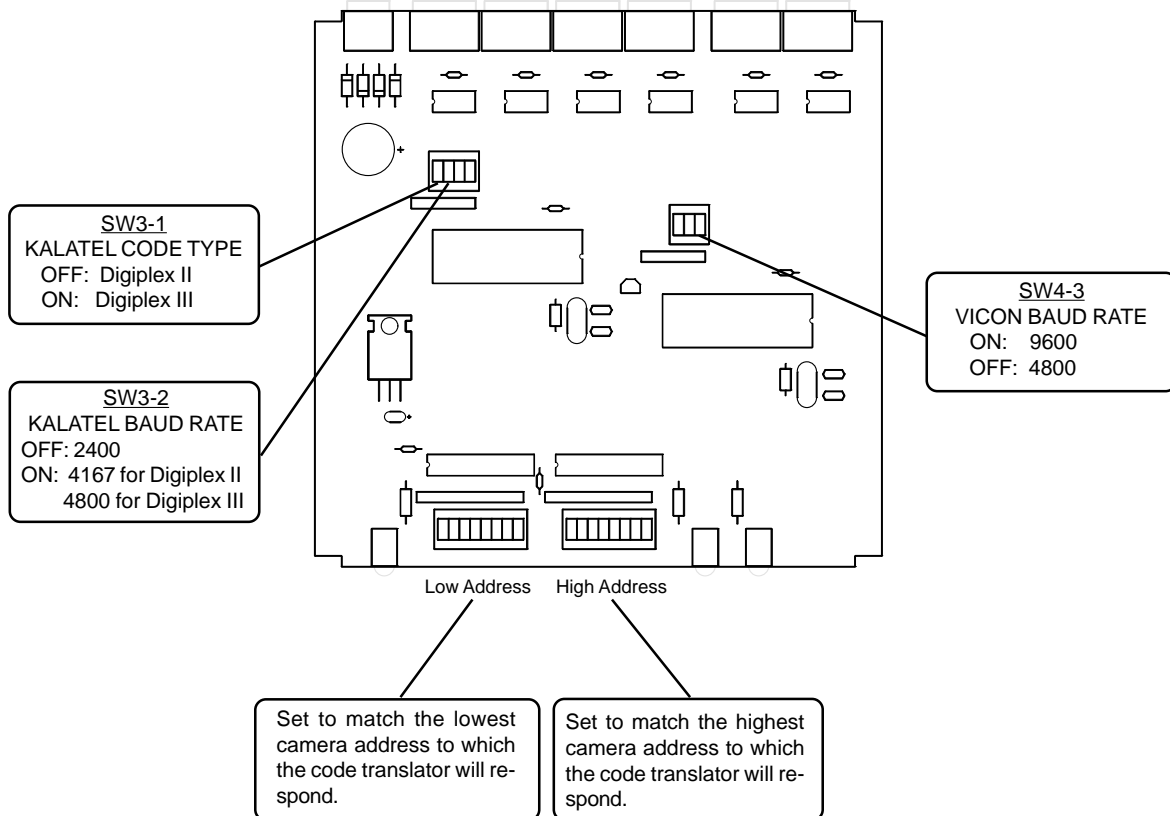 SW3-1
KALATEL CODE TYPE
OFF: Digiplex II
ON: Digiplex III
SW3-2
KALATEL BAUD RATE
OFF: 2400
ON: 4167 for Digiplex II
4800 for Digiplex III
SW4-3
VICON BAUD RATE
ON: 9600
OFF: 4800
+
+
Low Address
High Address
Set to match the lowest
camera address to which
the code translator will re-
spond.
Set to match the highest
camera address to which
the code translator will re-
spond.